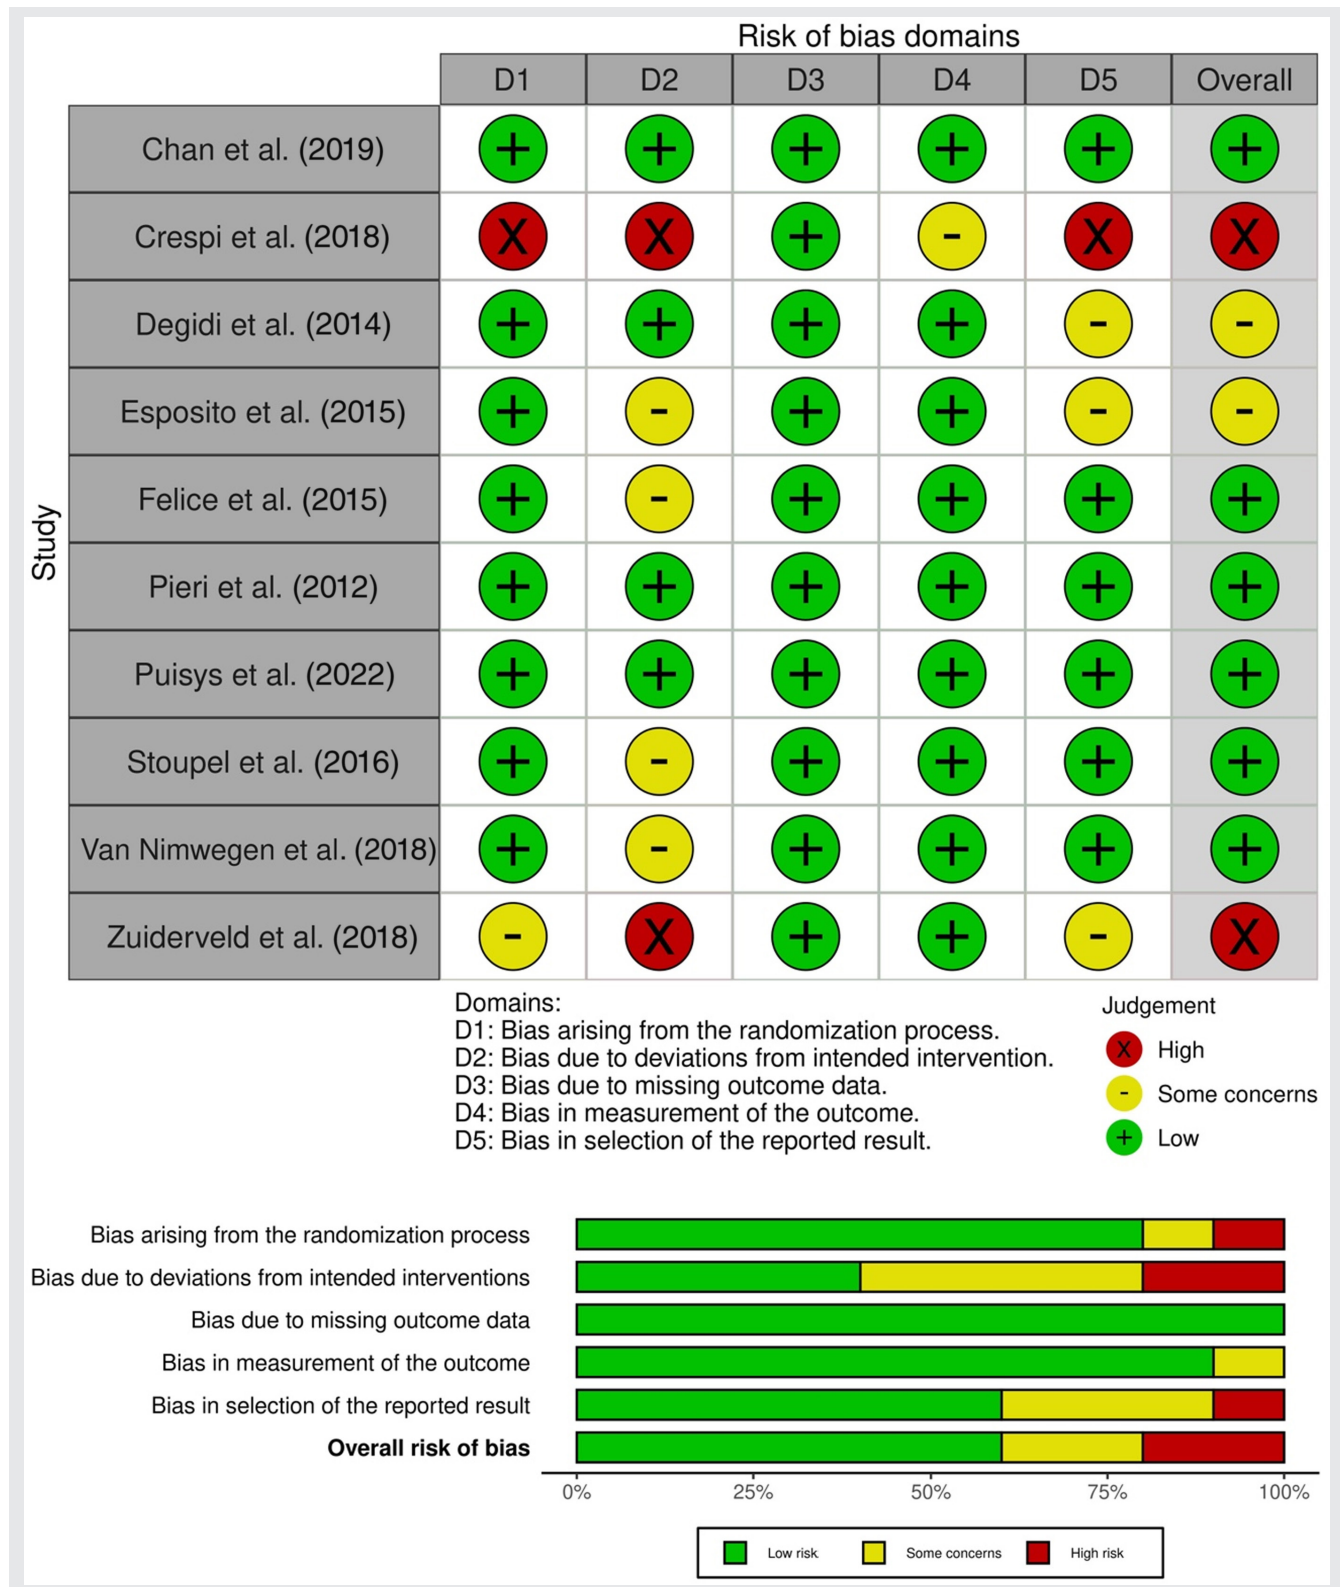 Risk of bias domains
D1 D2 D3 D4 D5 Overall
Study
Chan et al. (2019) + + + + + +
Crespi et al. (2018) X X + - X X
Degidi et al. (2014) + + + + - -
Esposito et al. (2015) + - + + - -
Felice et al. (2015) + - + + + +
Pieri et al. (2012) + + + + + +
Puisys et al. (2022) + + + + + +
Stoupel et al. (2016) + - + + + +
Van Nimwegen et al. (2018) + - + + + +
Zuiderveld et al. (2018) - X + + - X
Domains:
D1: Bias arising from the randomization process.
D2: Bias due to deviations from intended intervention.
D3: Bias due to missing outcome data.
D4: Bias in measurement of the outcome.
D5: Bias in selection of the reported result.
Judgement
X High
- Some concerns
+ Low
Bias arising from the randomization process
Bias due to deviations from intended interventions
Bias due to missing outcome data
Bias in measurement of the outcome
Bias in selection of the reported result
Overall risk of bias
0% 25% 50% 75% 100%
Low risk Some concerns High risk